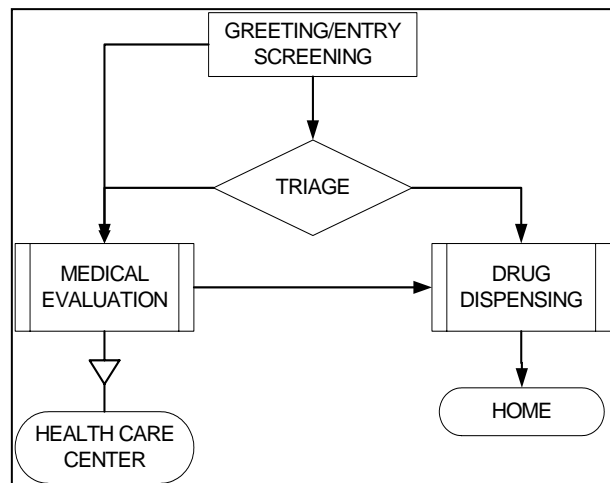 GREETING/ENTRY
SCREENING
TRIAGE
MEDICAL
EVALUATION
DRUG
DISPENSING
HOME
HEALTH CARE
CENTER